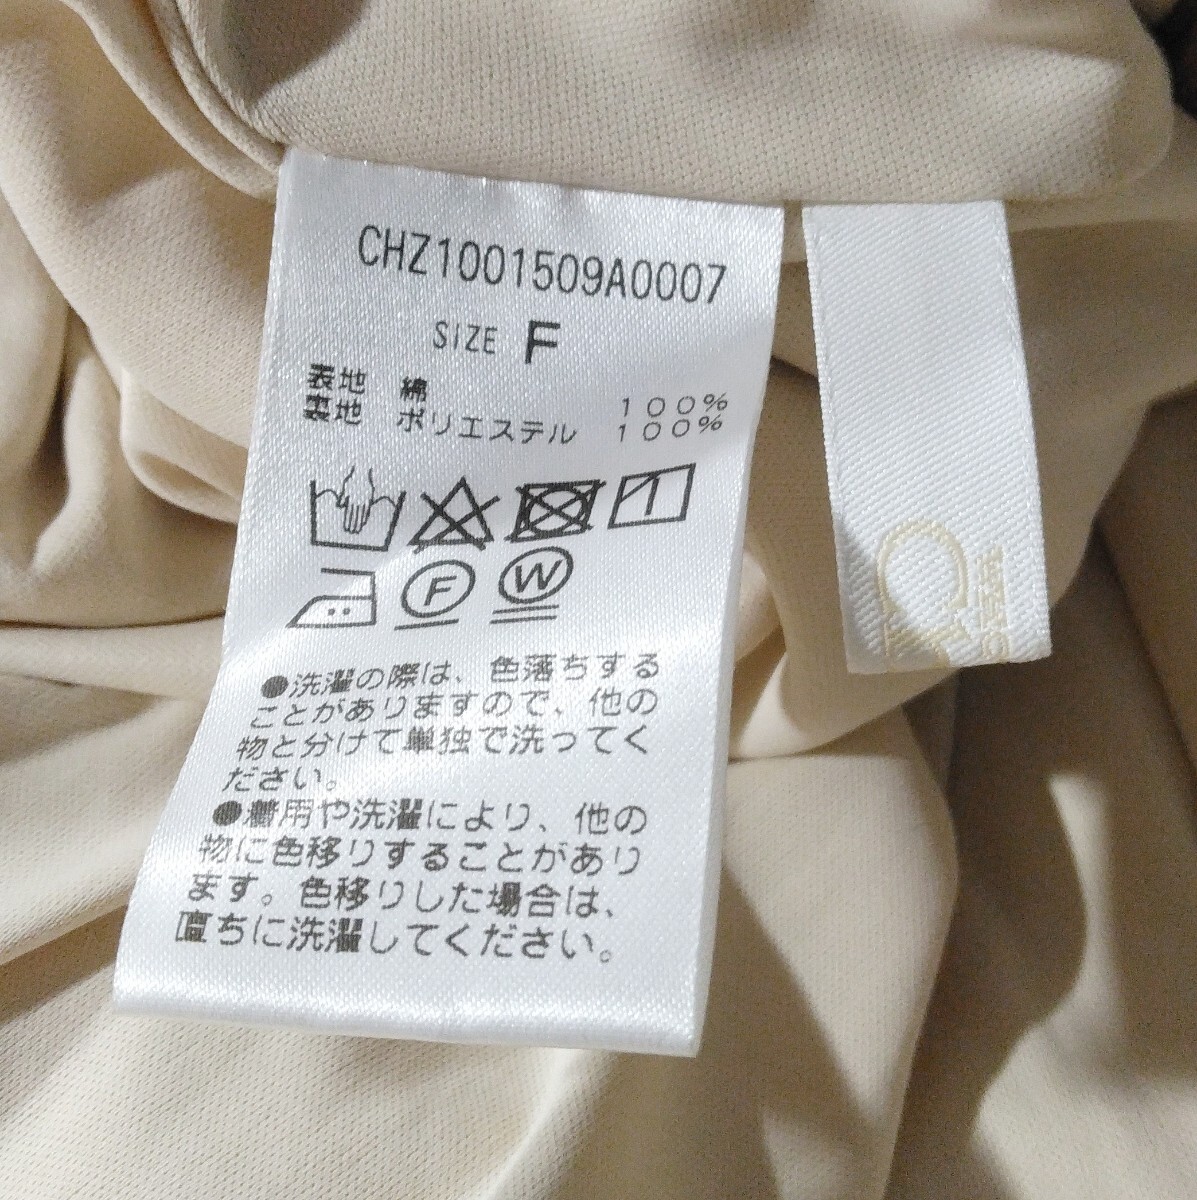 CHZ1001509A0007
SIZE F
表地 綿 100%
裏地 ポリエステル 100%
F W
●洗濯の際は、色落ちする
ことがありますので、他の
物と分けて単独で洗ってく
ださい。
●着用や洗濯により、他の
物に色移りすることがあり
ます。色移りした場合は、
直ちに洗濯してください。